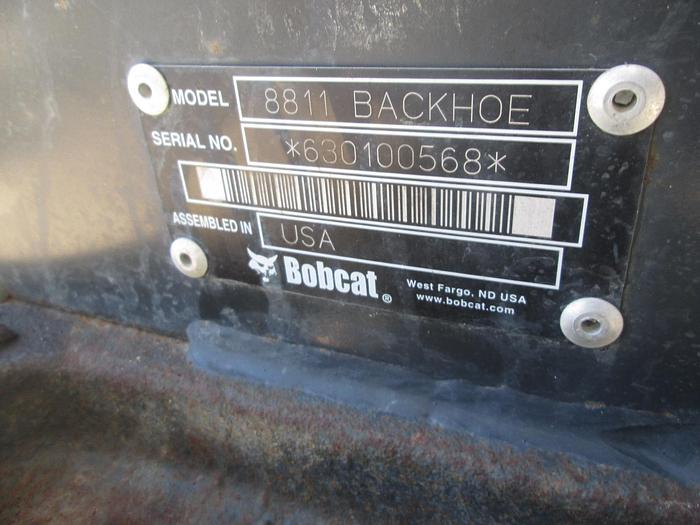 MODEL 8811 BACKHOE
SERIAL NO. *630100568*
ASSEMBLED IN USA
Bobcat ®
West Fargo, ND USA
www.bobcat.com